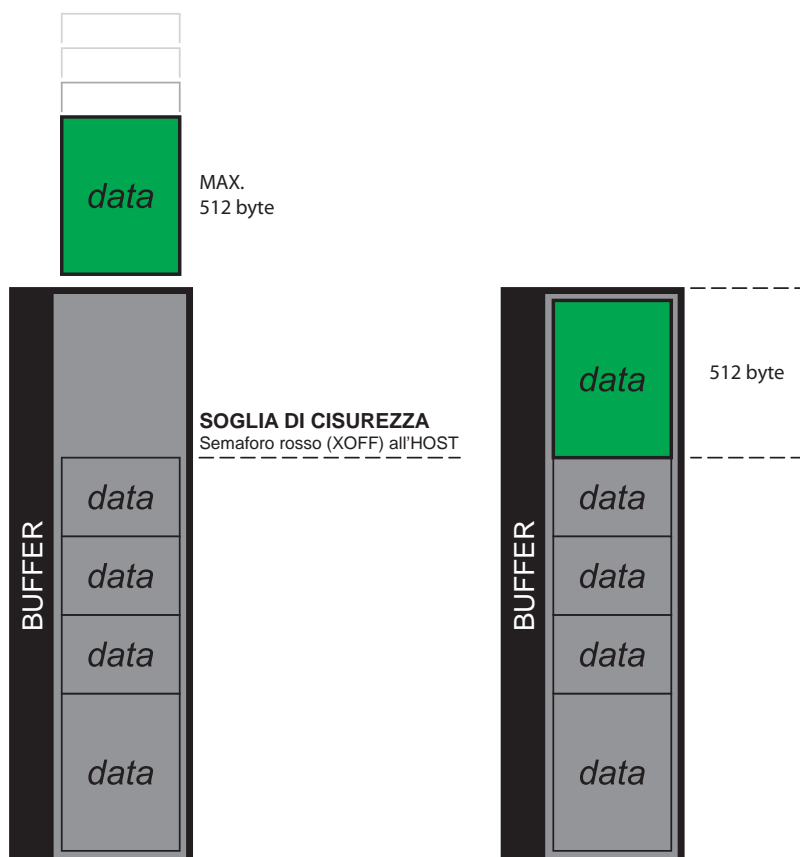 data
MAX.
512 byte
SOGLIA DI CISUREZZA
Semaforo rosso (XOFF) all'HOST
BUFFER
data
data
data
data
data
512 byte
BUFFER
data
data
data
data